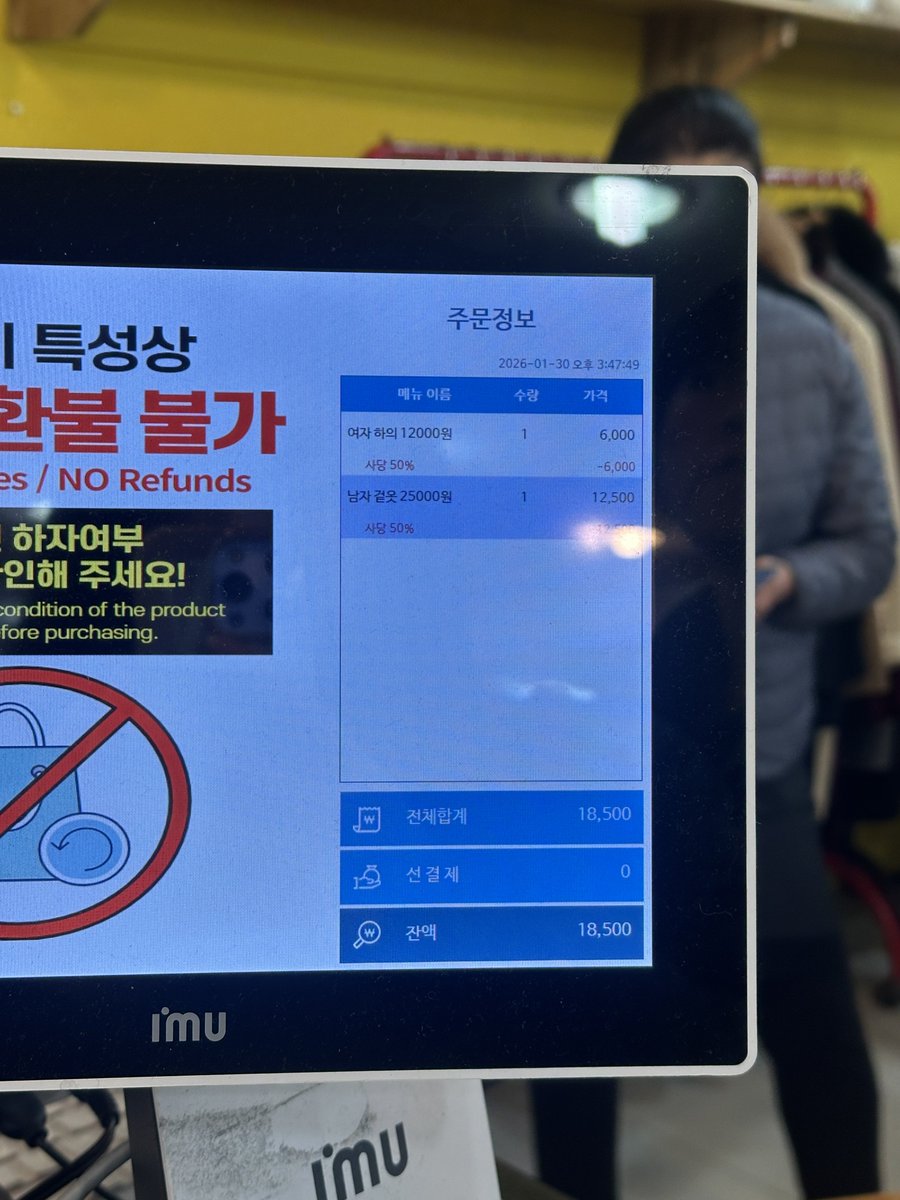 특성상
환불 불가
es / NO Refunds
하자여부
인해 주세요!
condition of the product
fore purchasing.
주문정보
2026-01-30 오후 3:47:49
메뉴 이름 수량 가격
여자 하의 12000원 1 6,000
사당 50% -6,000
남자 겉옷 25000원 1 12,500
사당 50% -12,500
전체합계 18,500
선결제 0
잔액 18,500
imu
imu